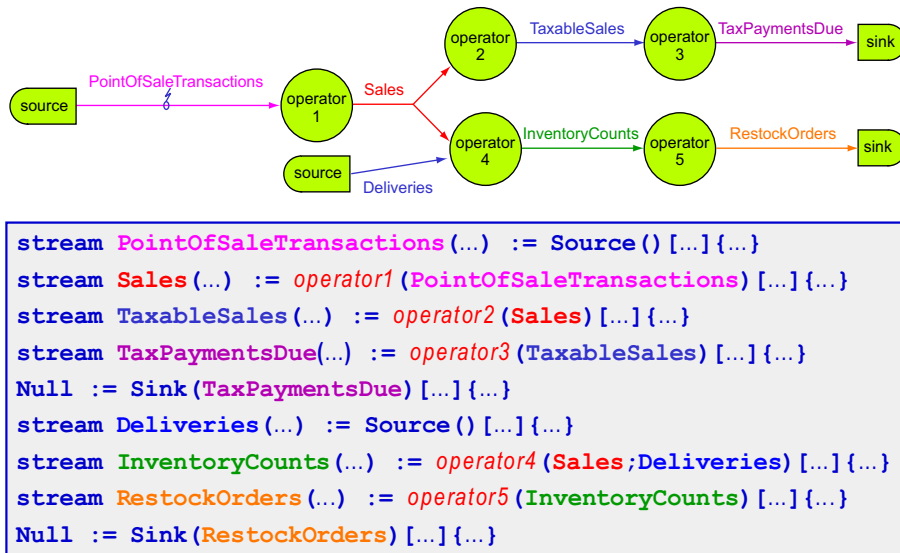 TaxableSales
TaxPaymentsDue
operator
2
operator
3
sink
PointOfSaleTransactions
source
operator
1
Sales
InventoryCounts
RestockOrders
operator
4
operator
5
sink
source
Deliveries
stream PointOfSaleTransactions(...) := Source()[...]{...}
stream Sales(...) := operator1(PointOfSaleTransactions)[...]{...}
stream TaxableSales(...) := operator2(Sales)[...]{...}
stream TaxPaymentsDue(...) := operator3(TaxableSales)[...]{...}
Null := Sink(TaxPaymentsDue)[...]{...}
stream Deliveries(...) := Source()[...]{...}
stream InventoryCounts(...) := operator4(Sales;Deliveries)[...]{...}
stream RestockOrders(...) := operator5(InventoryCounts)[...]{...}
Null := Sink(RestockOrders)[...]{...}